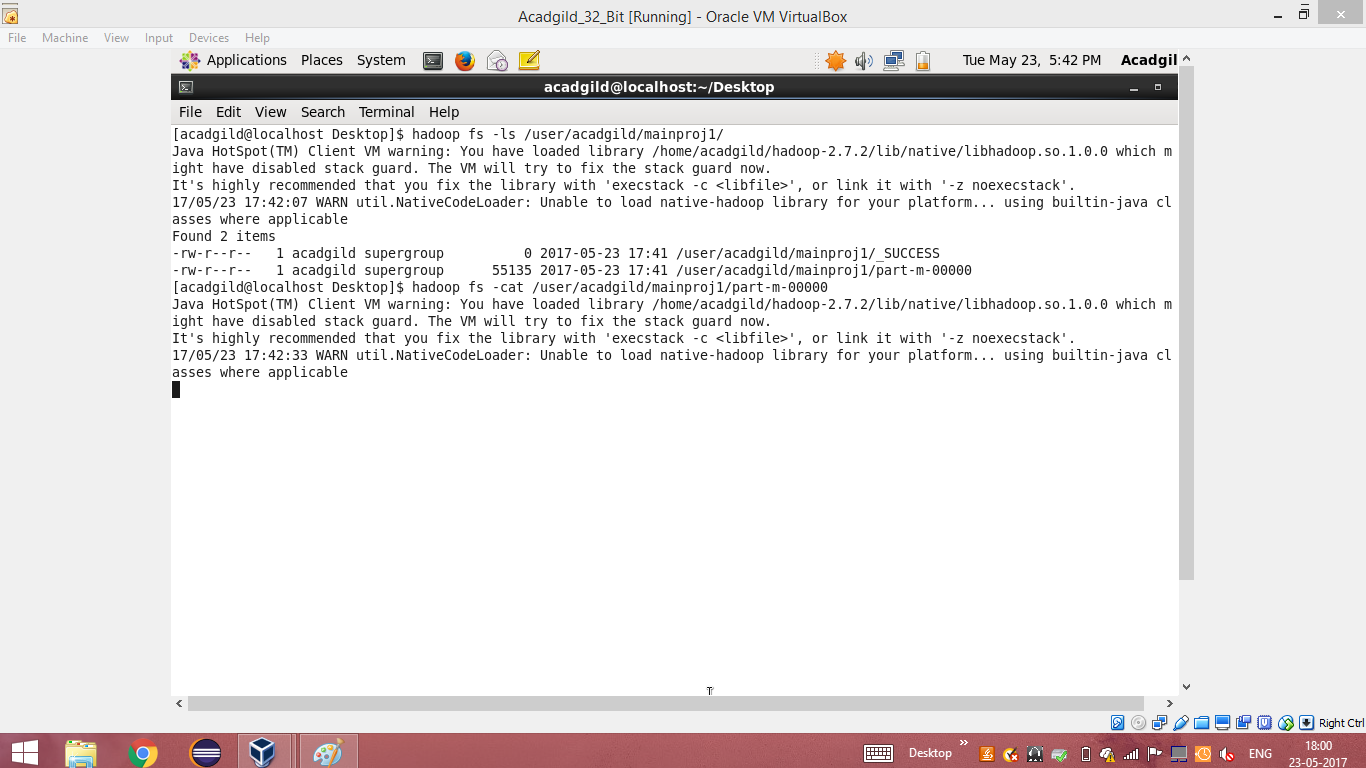 Acadgild_32_Bit [Running] - Oracle VM VirtualBox
File Machine View Input Devices Help
Applications Places System Tue May 23, 5:42 PM Acadgil
acadgild@localhost:~/Desktop
File Edit View Search Terminal Help
[acadgild@localhost Desktop]$ hadoop fs -ls /user/acadgild/mainproj1/
Java HotSpot(TM) Client VM warning: You have loaded library /home/acadgild/hadoop-2.7.2/lib/native/libhadoop.so.1.0.0 which m
ight have disabled stack guard. The VM will try to fix the stack guard now.
It's highly recommended that you fix the library with 'execstack -c <libfile>', or link it with '-z noexecstack'.
17/05/23 17:42:07 WARN util.NativeCodeLoader: Unable to load native-hadoop library for your platform... using builtin-java cl
asses where applicable
Found 2 items
-rw-r--r--   1 acadgild supergroup          0 2017-05-23 17:41 /user/acadgild/mainproj1/_SUCCESS
-rw-r--r--   1 acadgild supergroup      55135 2017-05-23 17:41 /user/acadgild/mainproj1/part-m-00000
[acadgild@localhost Desktop]$ hadoop fs -cat /user/acadgild/mainproj1/part-m-00000
Java HotSpot(TM) Client VM warning: You have loaded library /home/acadgild/hadoop-2.7.2/lib/native/libhadoop.so.1.0.0 which m
ight have disabled stack guard. The VM will try to fix the stack guard now.
It's highly recommended that you fix the library with 'execstack -c <libfile>', or link it with '-z noexecstack'.
17/05/23 17:42:33 WARN util.NativeCodeLoader: Unable to load native-hadoop library for your platform... using builtin-java cl
asses where applicable
Right Ctrl
Desktop » ENG 18:00
23-05-2017